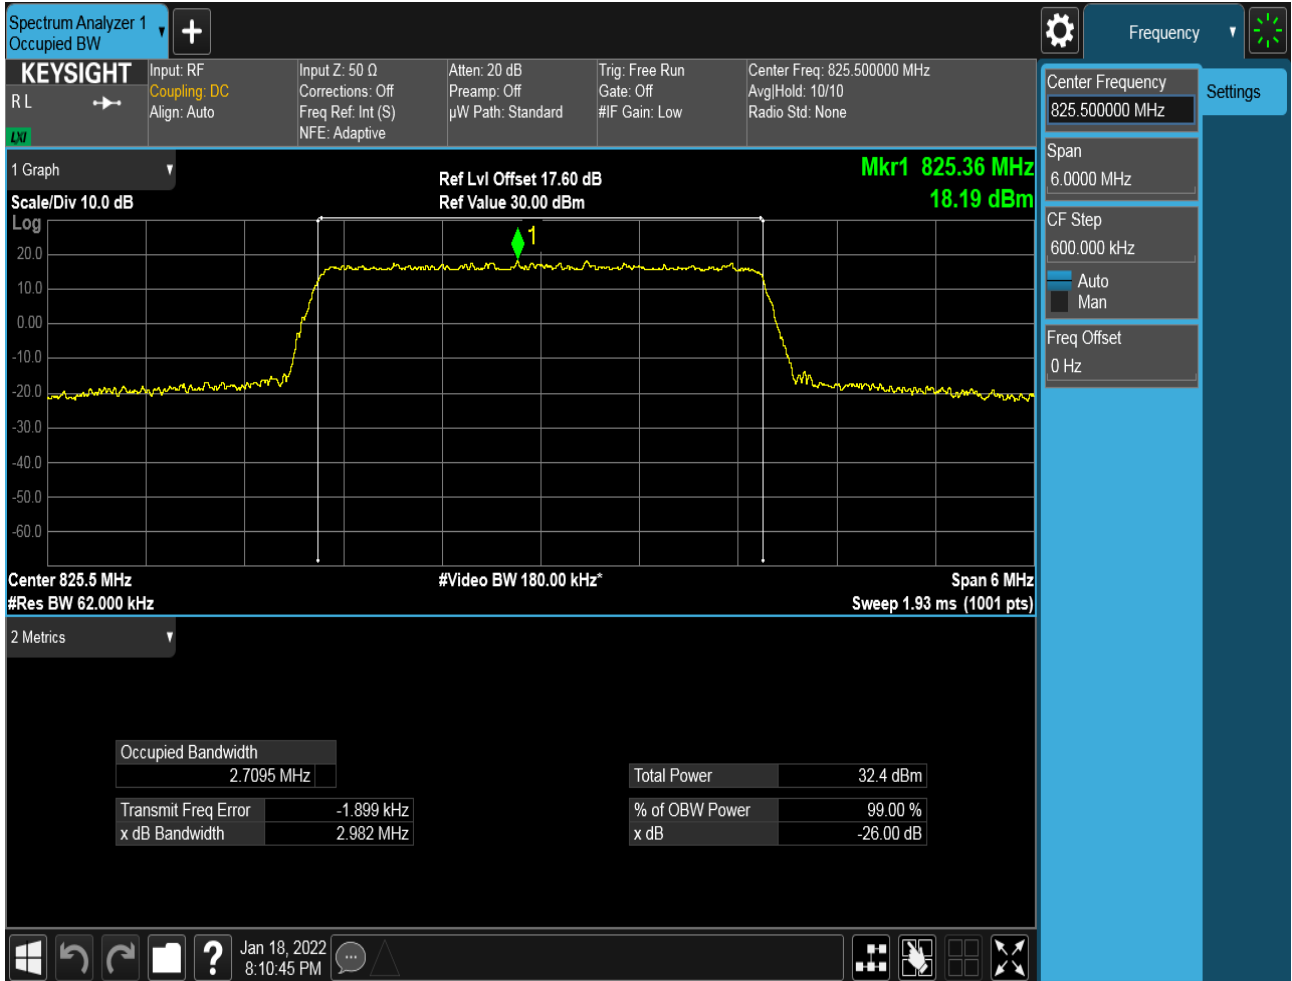 Spectrum Analyzer 1
Occupied BW
Frequency
KEYSIGHT
R L
LXI
Input: RF
Coupling: DC
Align: Auto
Input Z: 50 Ω
Corrections: Off
Freq Ref: Int (S)
NFE: Adaptive
Atten: 20 dB
Preamp: Off
µW Path: Standard
Trig: Free Run
Gate: Off
#IF Gain: Low
Center Freq: 825.500000 MHz
Avg|Hold: 10/10
Radio Std: None
Center Frequency
825.500000 MHz
Settings
Span
6.0000 MHz
CF Step
600.000 kHz
Auto
Man
Freq Offset
0 Hz
1 Graph
Scale/Div 10.0 dB
Ref Lvl Offset 17.60 dB
Ref Value 30.00 dBm
Mkr1 825.36 MHz
18.19 dBm
Log
1
20.0
10.0
0.00
-10.0
-20.0
-30.0
-40.0
-50.0
-60.0
Center 825.5 MHz
#Video BW 180.00 kHz*
Span 6 MHz
#Res BW 62.000 kHz
Sweep 1.93 ms (1001 pts)
2 Metrics
Occupied Bandwidth
2.7095 MHz
Total Power 32.4 dBm
Transmit Freq Error -1.899 kHz
% of OBW Power 99.00 %
x dB Bandwidth 2.982 MHz
x dB -26.00 dB
?
Jan 18, 2022
8:10:45 PM